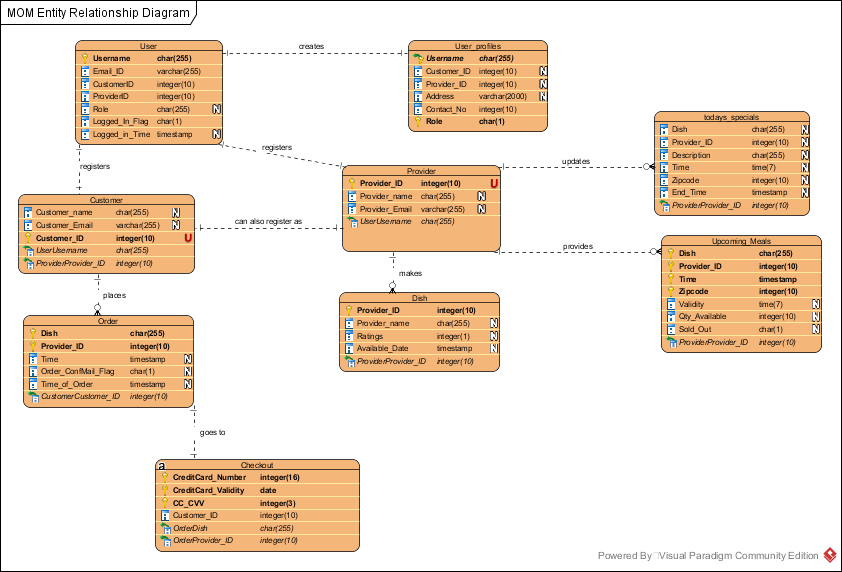 MOM Entity Relationship Diagram
User
Username char(255)
Email_ID varchar(255)
CustomerID integer(10)
ProviderID integer(10)
Role char(255) N
Logged_In_Flag char(1)
Logged_in_Time timestamp N
creates
User_profiles
Username char(255)
Customer_ID integer(10) N
Provider_ID integer(10) N
Address varchar(2000) N
Contact_No integer(10)
Role char(1)
todays_specials
Dish char(255) N
Provider_ID integer(10) N
Description char(255) N
Time time(7) N
Zipcode integer(10) N
End_Time timestamp N
ProviderProvider_ID integer(10)
registers
registers
updates
Provider
Provider_ID integer(10) U
Provider_name char(255) N
Provider_Email varchar(255) N
UserUsername char(255)
Customer
Customer_name char(255) N
Customer_Email varchar(255) N
Customer_ID integer(10) U
UserUsername char(255)
ProviderProvider_ID integer(10)
can also register as
provides
Upcoming_Meals
Dish char(255)
Provider_ID integer(10)
Time timestamp
Zipcode integer(10)
Validity time(7) N
Qty_Available integer(10) N
Sold_Out char(1) N
ProviderProvider_ID integer(10)
places
makes
Order
Dish char(255)
Provider_ID integer(10)
Time timestamp N
Order_ConfMail_Flag char(1) N
Time_of_Order timestamp N
CustomerCustomer_ID integer(10)
Dish
Provider_ID integer(10)
Provider_name char(255) N
Ratings integer(1) N
Available_Date timestamp N
ProviderProvider_ID integer(10)
goes to
a
Checkout
CreditCard_Number integer(16)
CreditCard_Validity date
CC_CVV integer(3)
Customer_ID integer(10)
OrderDish char(255)
OrderProvider_ID integer(10)
Powered By Visual Paradigm Community Edition